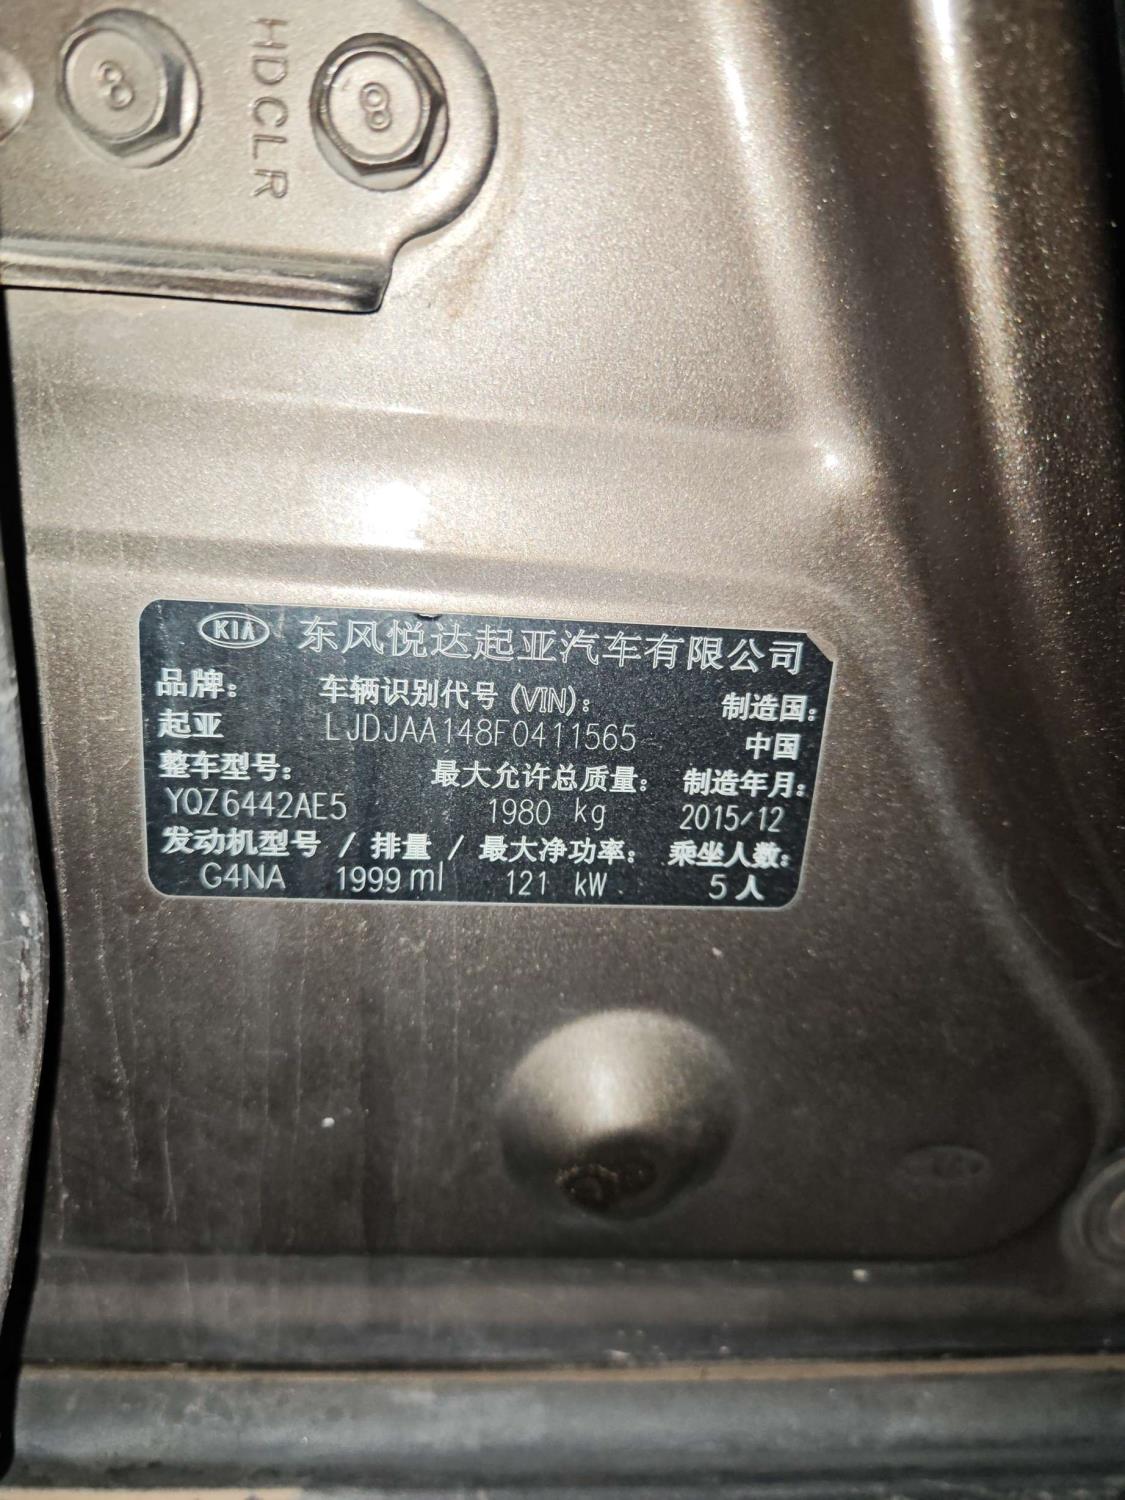 8
HDCLR
8
KIA 东风悦达起亚汽车有限公司
品牌: 车辆识别代号 (VIN): 制造国:
起亚 LJDJAA148F0411565 中国
整车型号: 最大允许总质量: 制造年月:
YQZ6442AE5 1980 kg 2015/12
发动机型号 / 排量 / 最大净功率: 乘坐人数:
G4NA 1999 ml 121 kW 5人